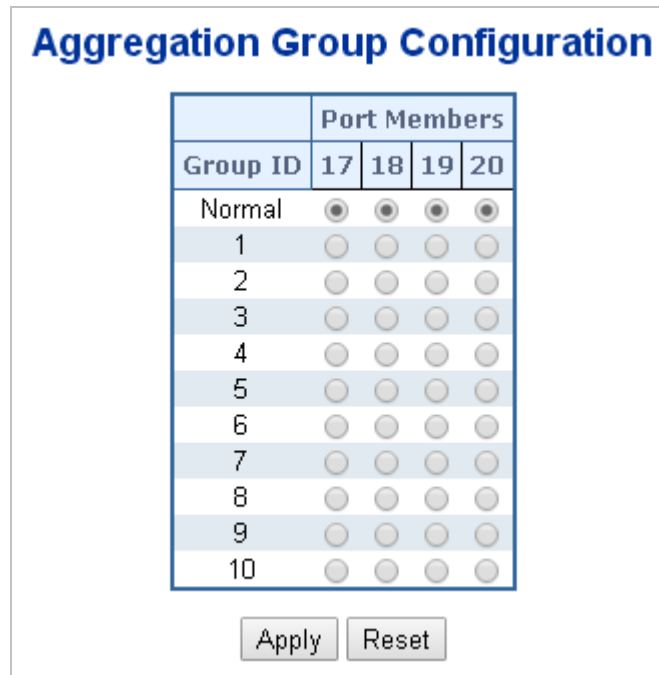 Aggregation Group Configuration
Port Members
Group ID 17 18 19 20
Normal
1
2
3
4
5
6
7
8
9
10
Apply Reset